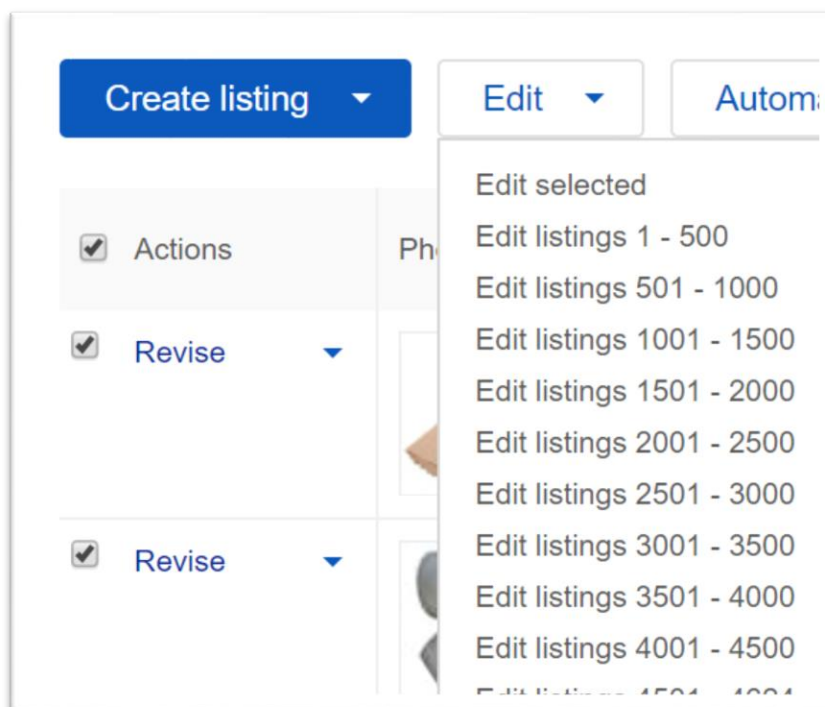 Create listing
Edit
Actions
Edit selected
Edit listings 1 - 500
Edit listings 501 - 1000
Revise
Edit listings 1001 - 1500
Edit listings 1501 - 2000
Edit listings 2001 - 2500
Edit listings 2501 - 3000
Revise
Edit listings 3001 - 3500
Edit listings 3501 - 4000
Edit listings 4001 - 4500